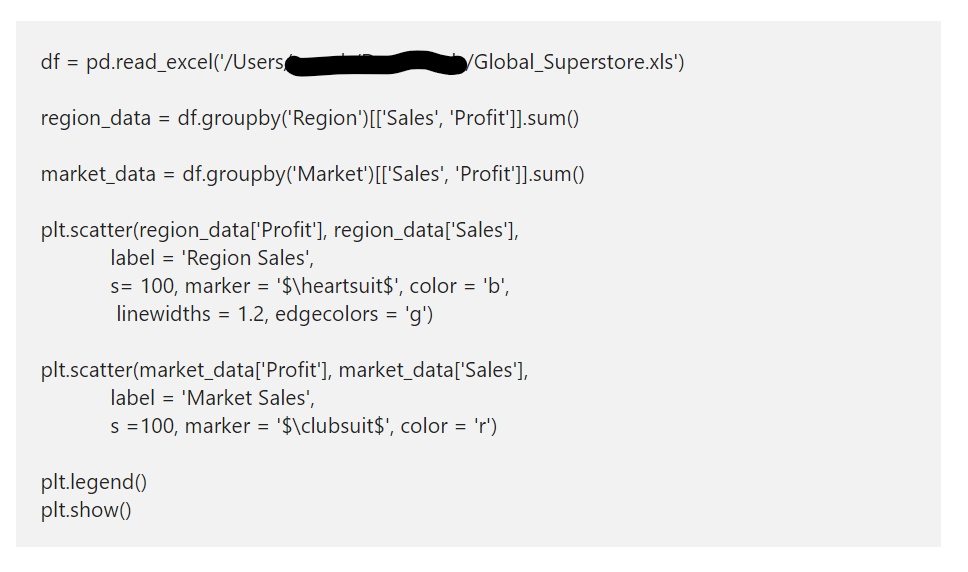 df = pd.read_excel('/Users /Global_Superstore.xls')
region_data = df.groupby('Region')[['Sales', 'Profit']].sum()
market_data = df.groupby('Market')[['Sales', 'Profit']].sum()
plt.scatter(region_data['Profit'], region_data['Sales'],
label = 'Region Sales',
s= 100, marker = '$\heartsuit$', color = 'b',
linewidths = 1.2, edgecolors = 'g')
plt.scatter(market_data['Profit'], market_data['Sales'],
label = 'Market Sales',
s =100, marker = '$\clubsuit$', color = 'r')
plt.legend()
plt.show()